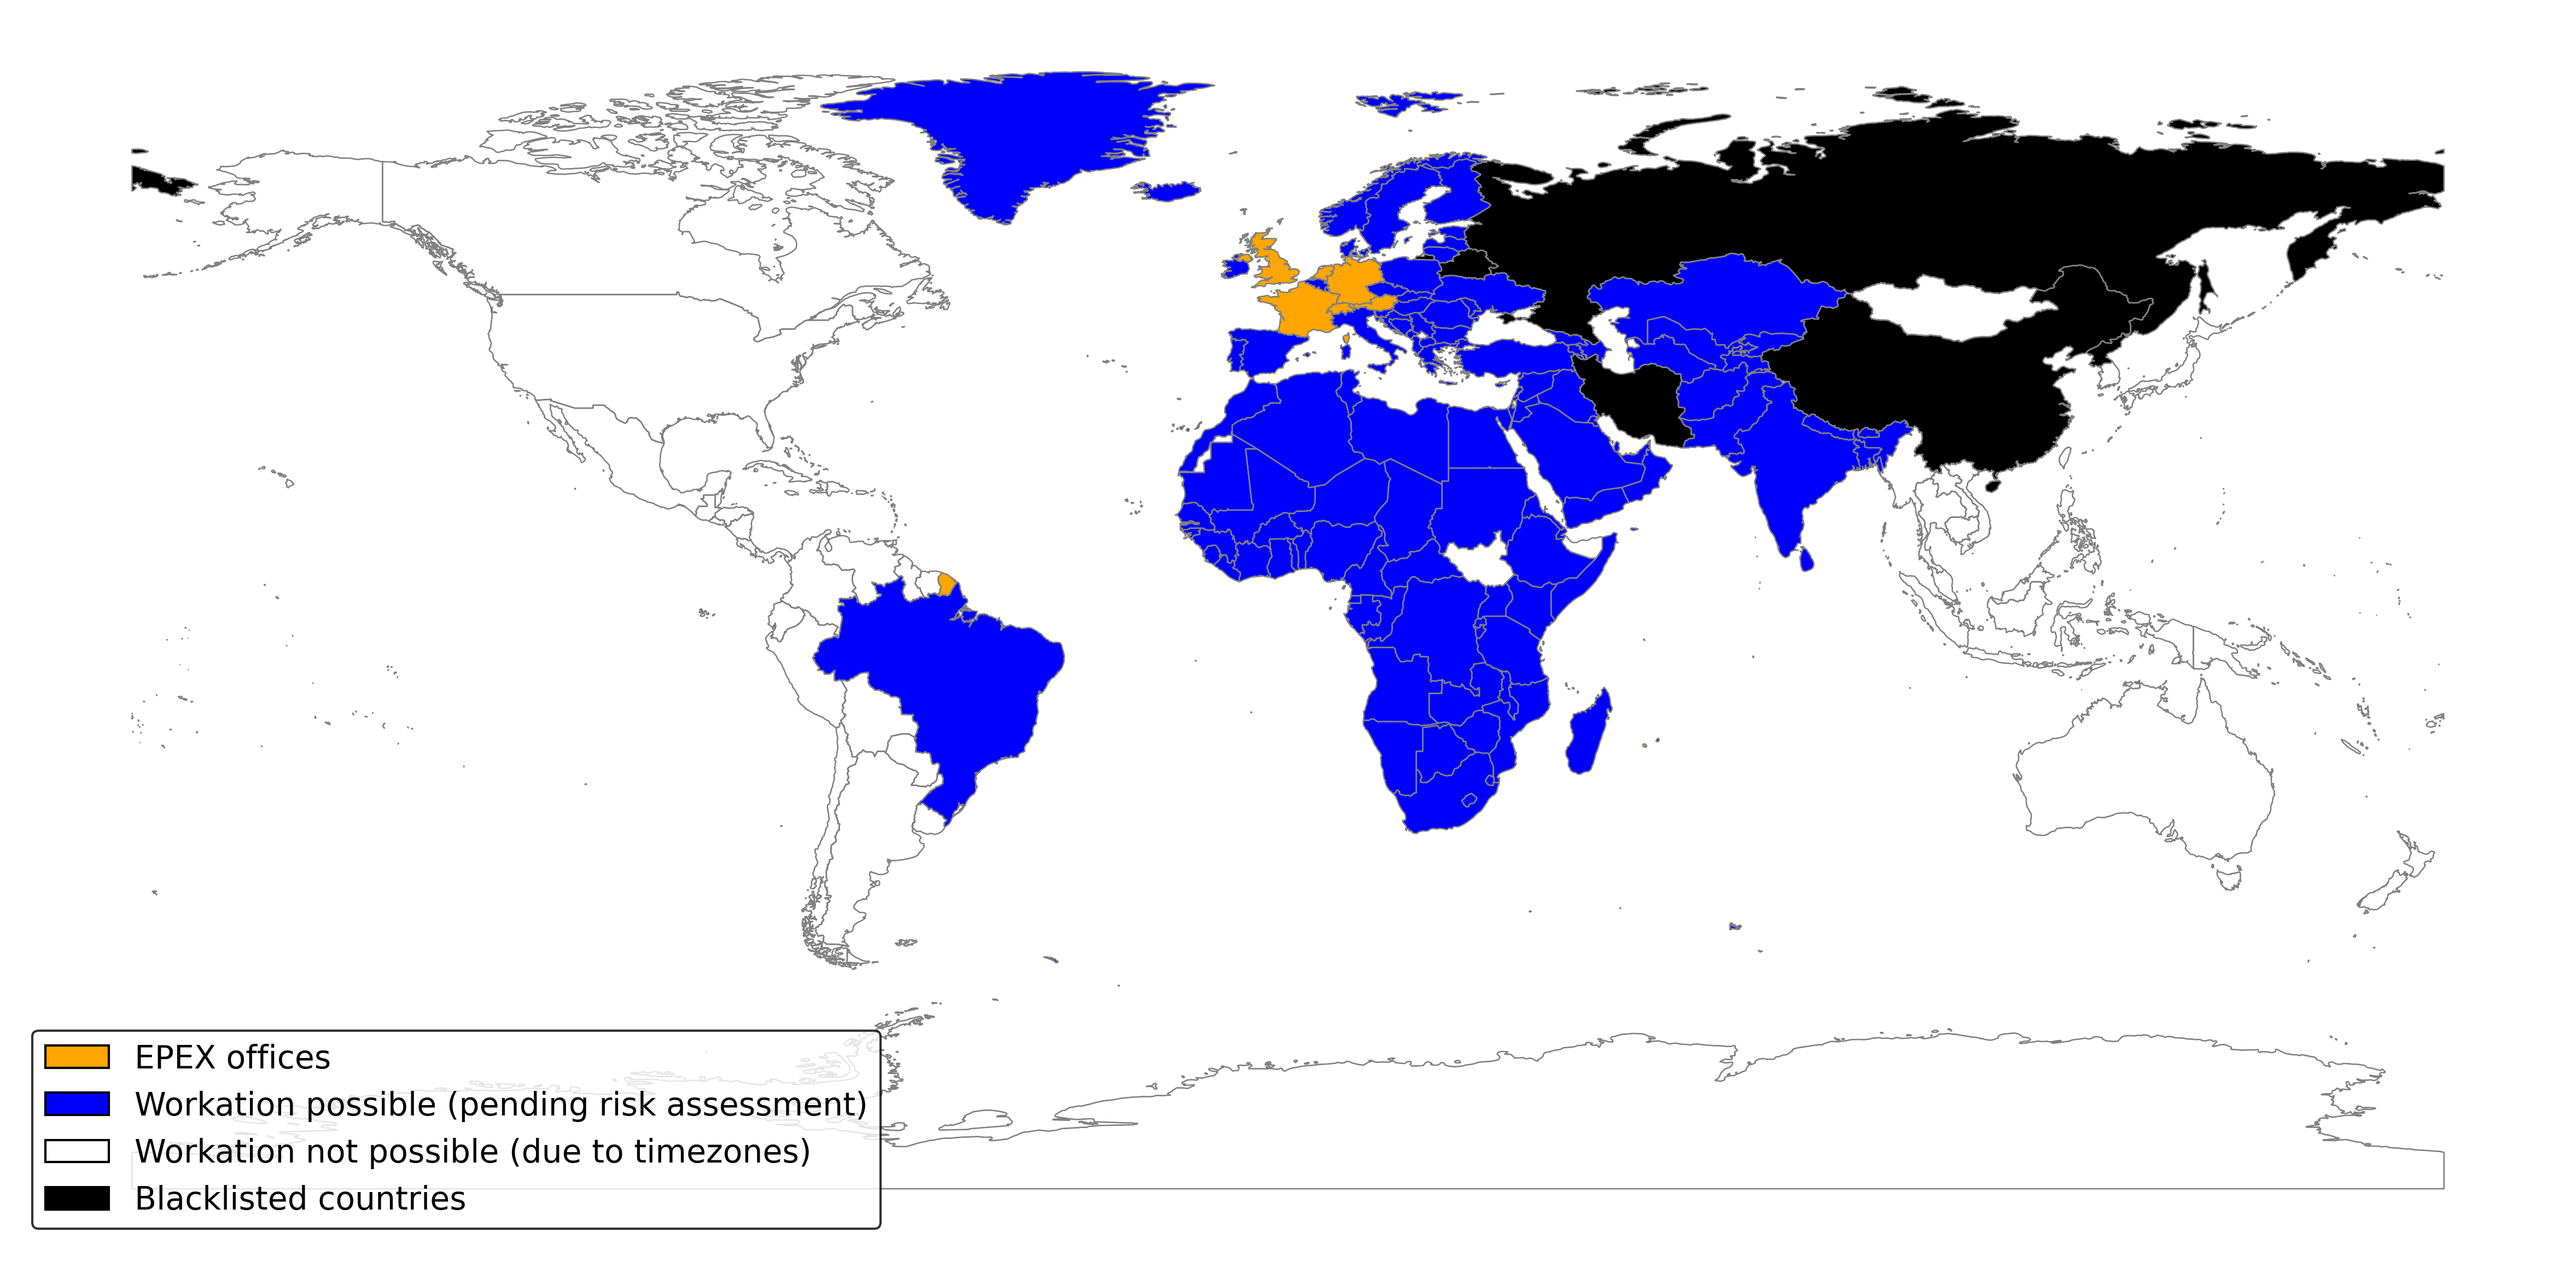 EPEX offices
Workation possible (pending risk assessment)
Workation not possible (due to timezones)
Blacklisted countries